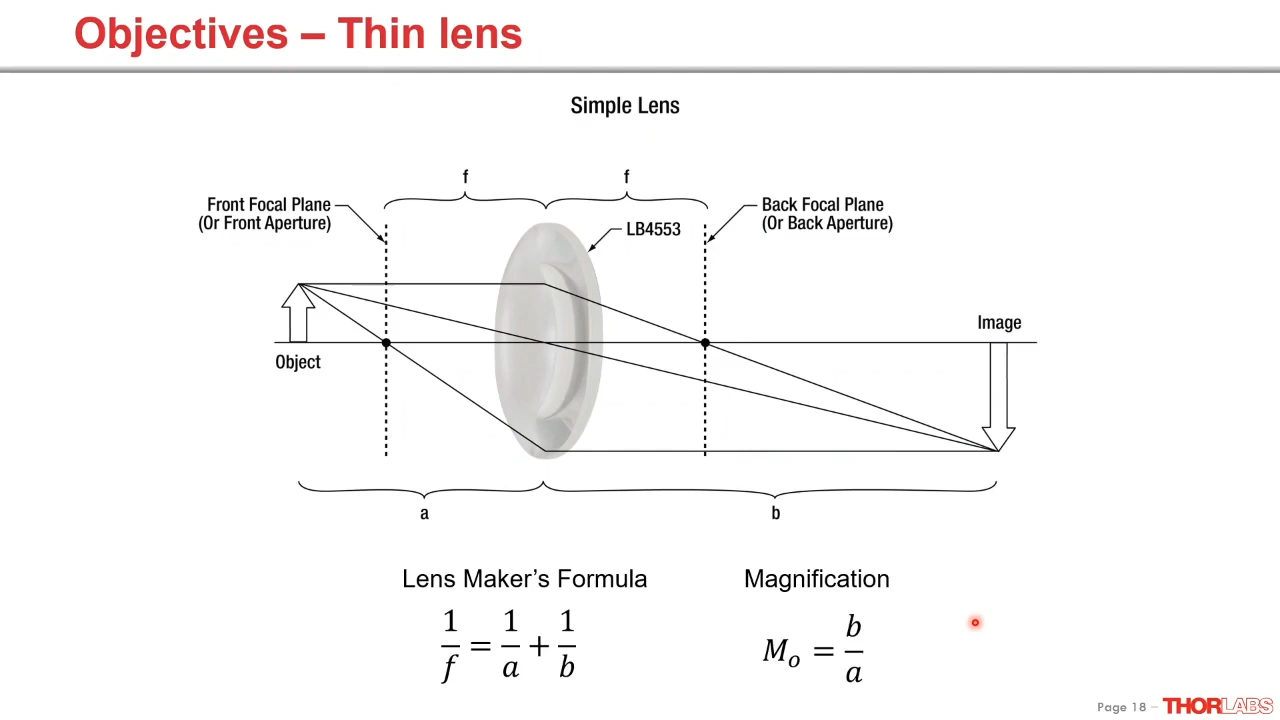 Objectives – Thin lens
Simple Lens
f
f
Front Focal Plane
(Or Front Aperture)
Back Focal Plane
(Or Back Aperture)
LB4553
Image
Object
a
b
Lens Maker's Formula
Magnification
1/f = 1/a + 1/b
Mₒ = b/a
Page 18 –
THORLABS